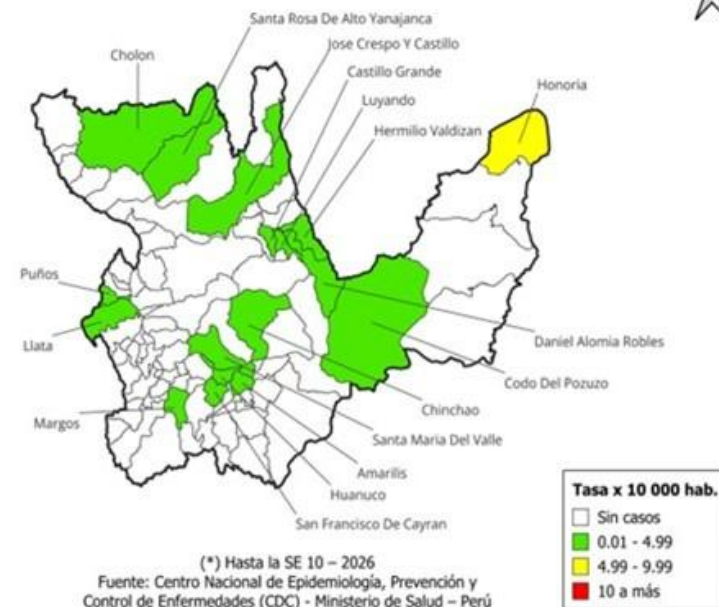 Santa Rosa De Alto Yanajanca
Jose Crespo Y Castillo
Cholon
Castillo Grande
Honoria
Luyando
Hermilio Valdizan
Puños
Llata
Daniel Alomia Robles
Codo Del Pozuzo
Chinchao
Margos
Santa Maria Del Valle
Amarilis
Huanuco
San Francisco De Cayran
Tasa x 10 000 hab.
Sin casos
0.01 - 4.99
4.99 - 9.99
10 a más
(*) Hasta la SE 10 – 2026
Fuente: Centro Nacional de Epidemiología, Prevención y
Control de Enfermedades (CDC) - Ministerio de Salud – Perú